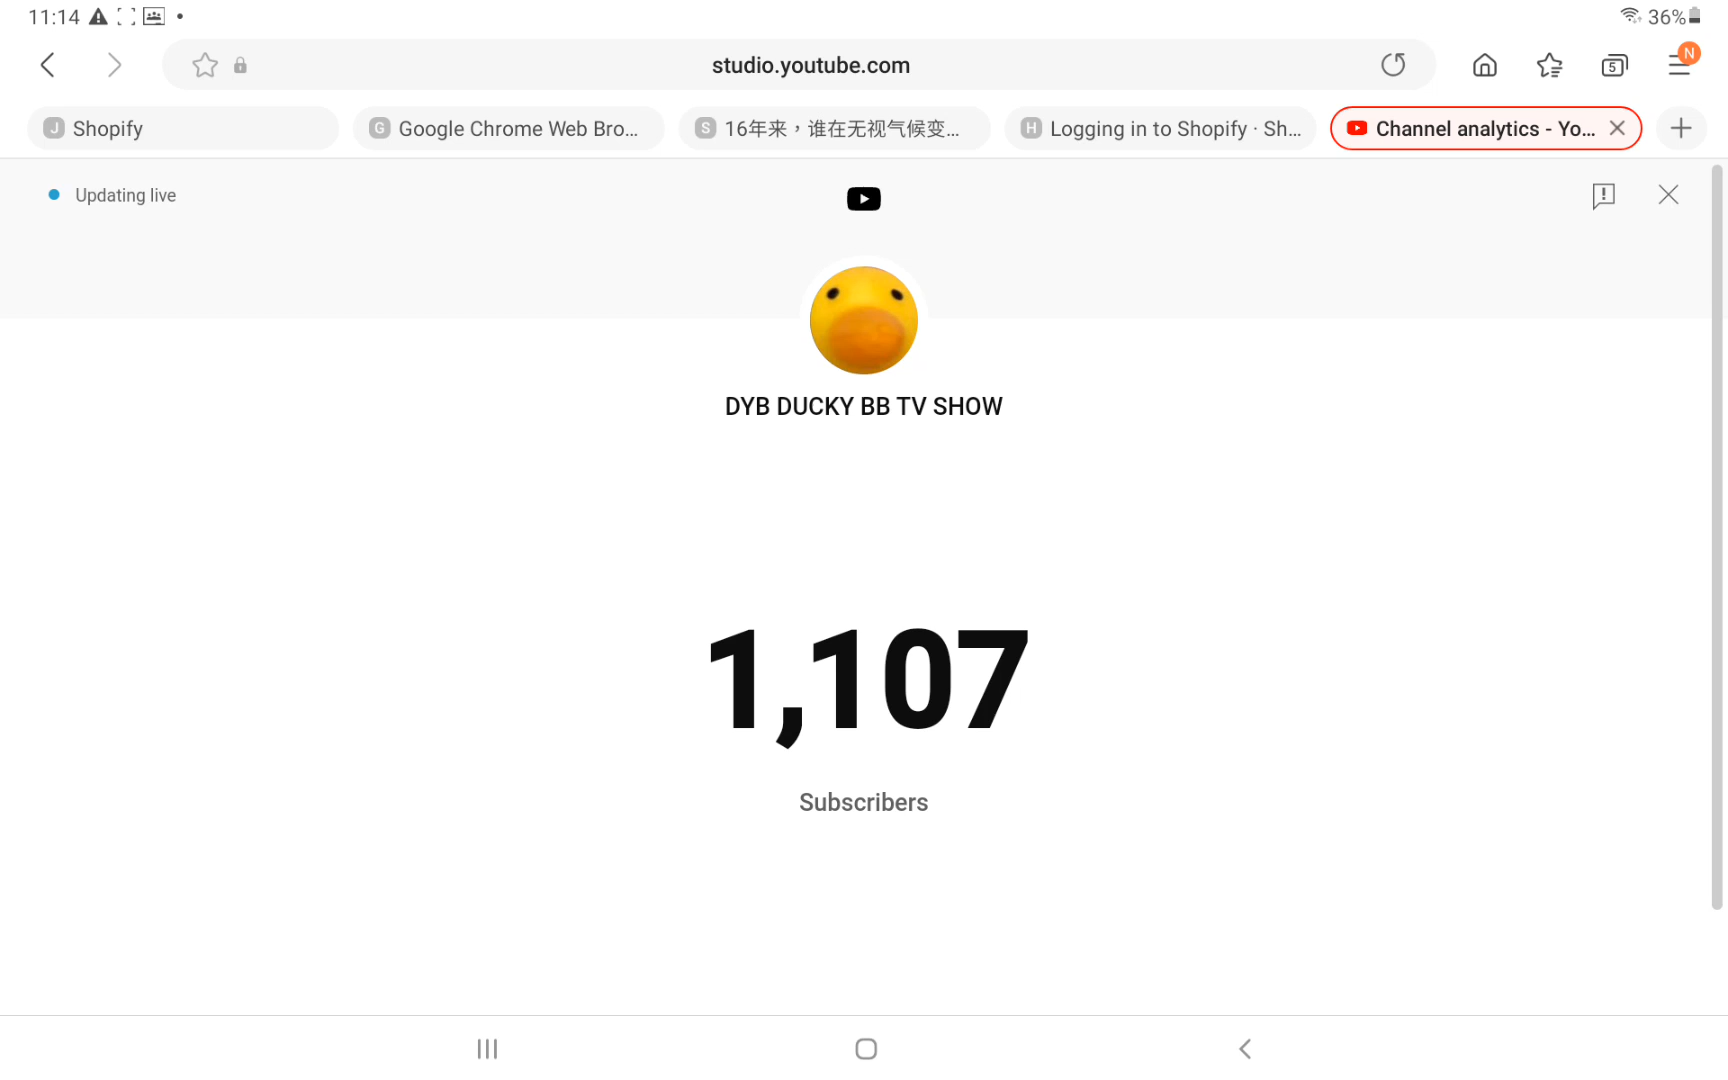 11:14
36%
studio.youtube.com
5
N
J Shopify
G Google Chrome Web Bro...
S 16年来，谁在无视气候变...
H Logging in to Shopify · Sh...
Channel analytics - Yo...
Updating live
DYB DUCKY BB TV SHOW
1,107
Subscribers